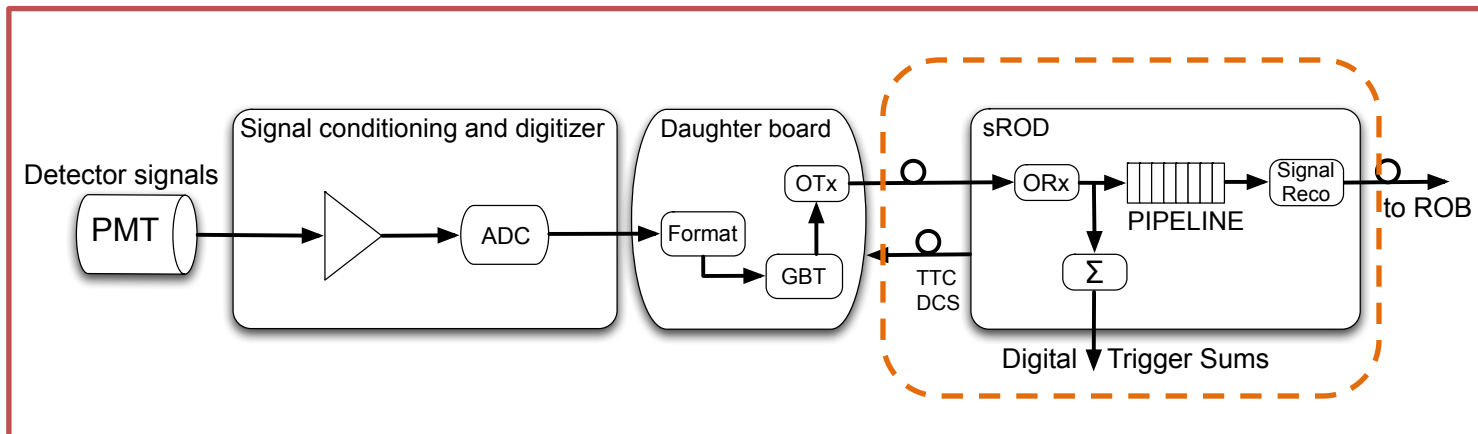 Detector signals
PMT
Signal conditioning and digitizer
ADC
Daughter board
Format
GBT
OTx
TTC
DCS
sROD
ORx
PIPELINE
Signal
Reco
Σ
Digital Trigger Sums
to ROB